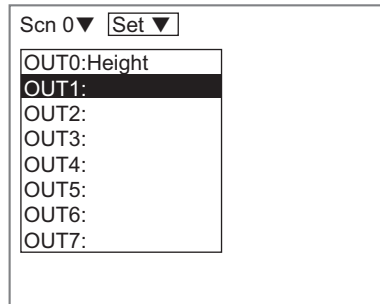 Scn 0▼ Set ▼
OUT0:Height
OUT1:
OUT2:
OUT3:
OUT4:
OUT5:
OUT6:
OUT7: